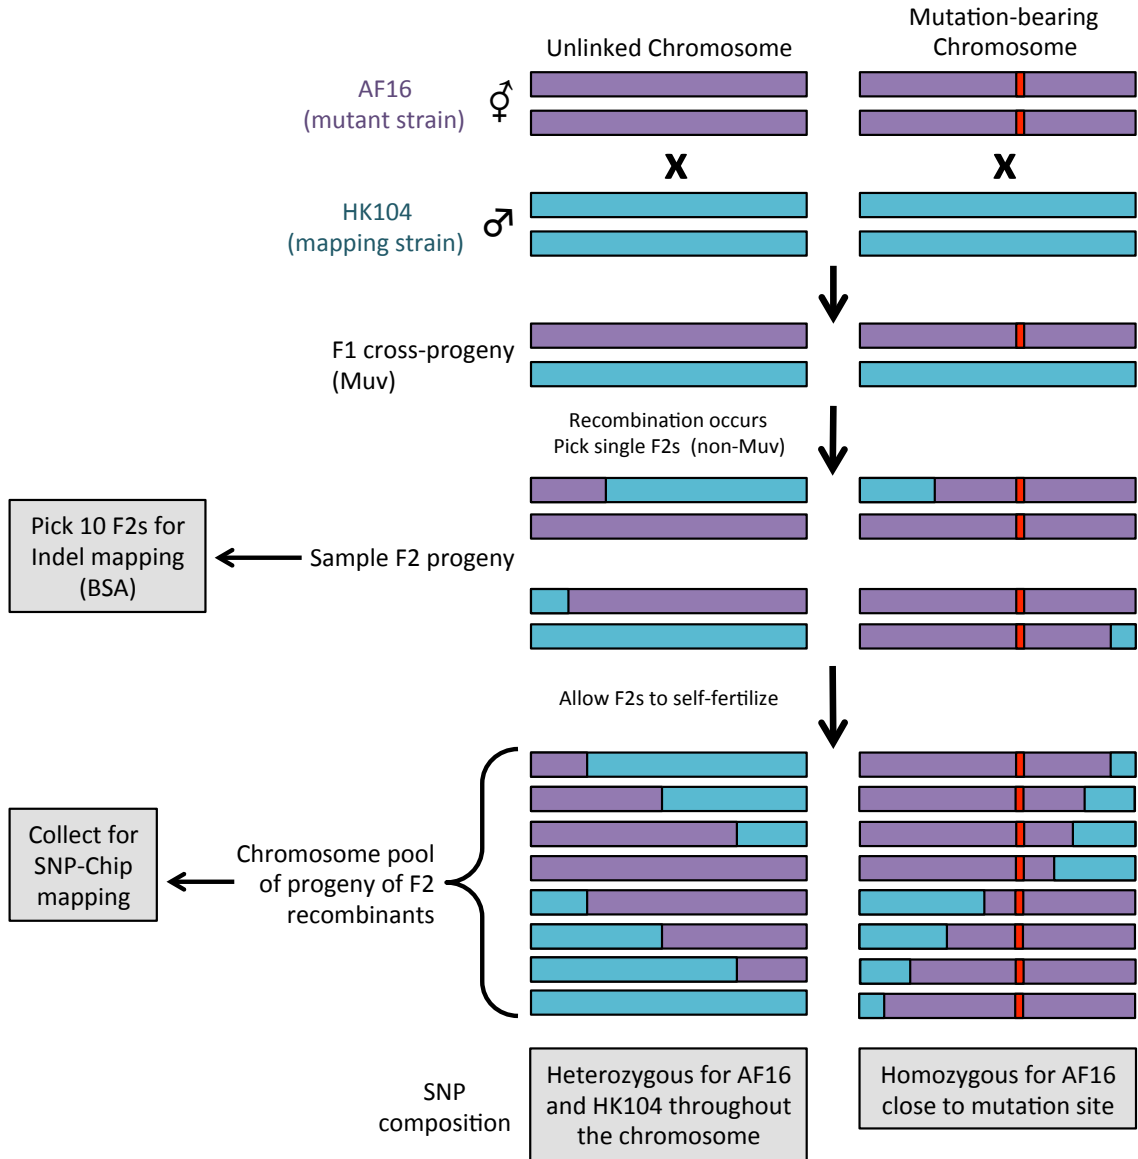 Unlinked Chromosome
Mutation-bearing
Chromosome
AF16
(mutant strain)
X
X
HK104
(mapping strain)
F1 cross-progeny
(Muv)
Recombination occurs
Pick single F2s (non-Muv)
Pick 10 F2s for
Indel mapping
(BSA)
Sample F2 progeny
Allow F2s to self-fertilize
Collect for
SNP-Chip
mapping
Chromosome pool
of progeny of F2
recombinants
SNP
composition
Heterozygous for AF16
and HK104 throughout
the chromosome
Homozygous for AF16
close to mutation site